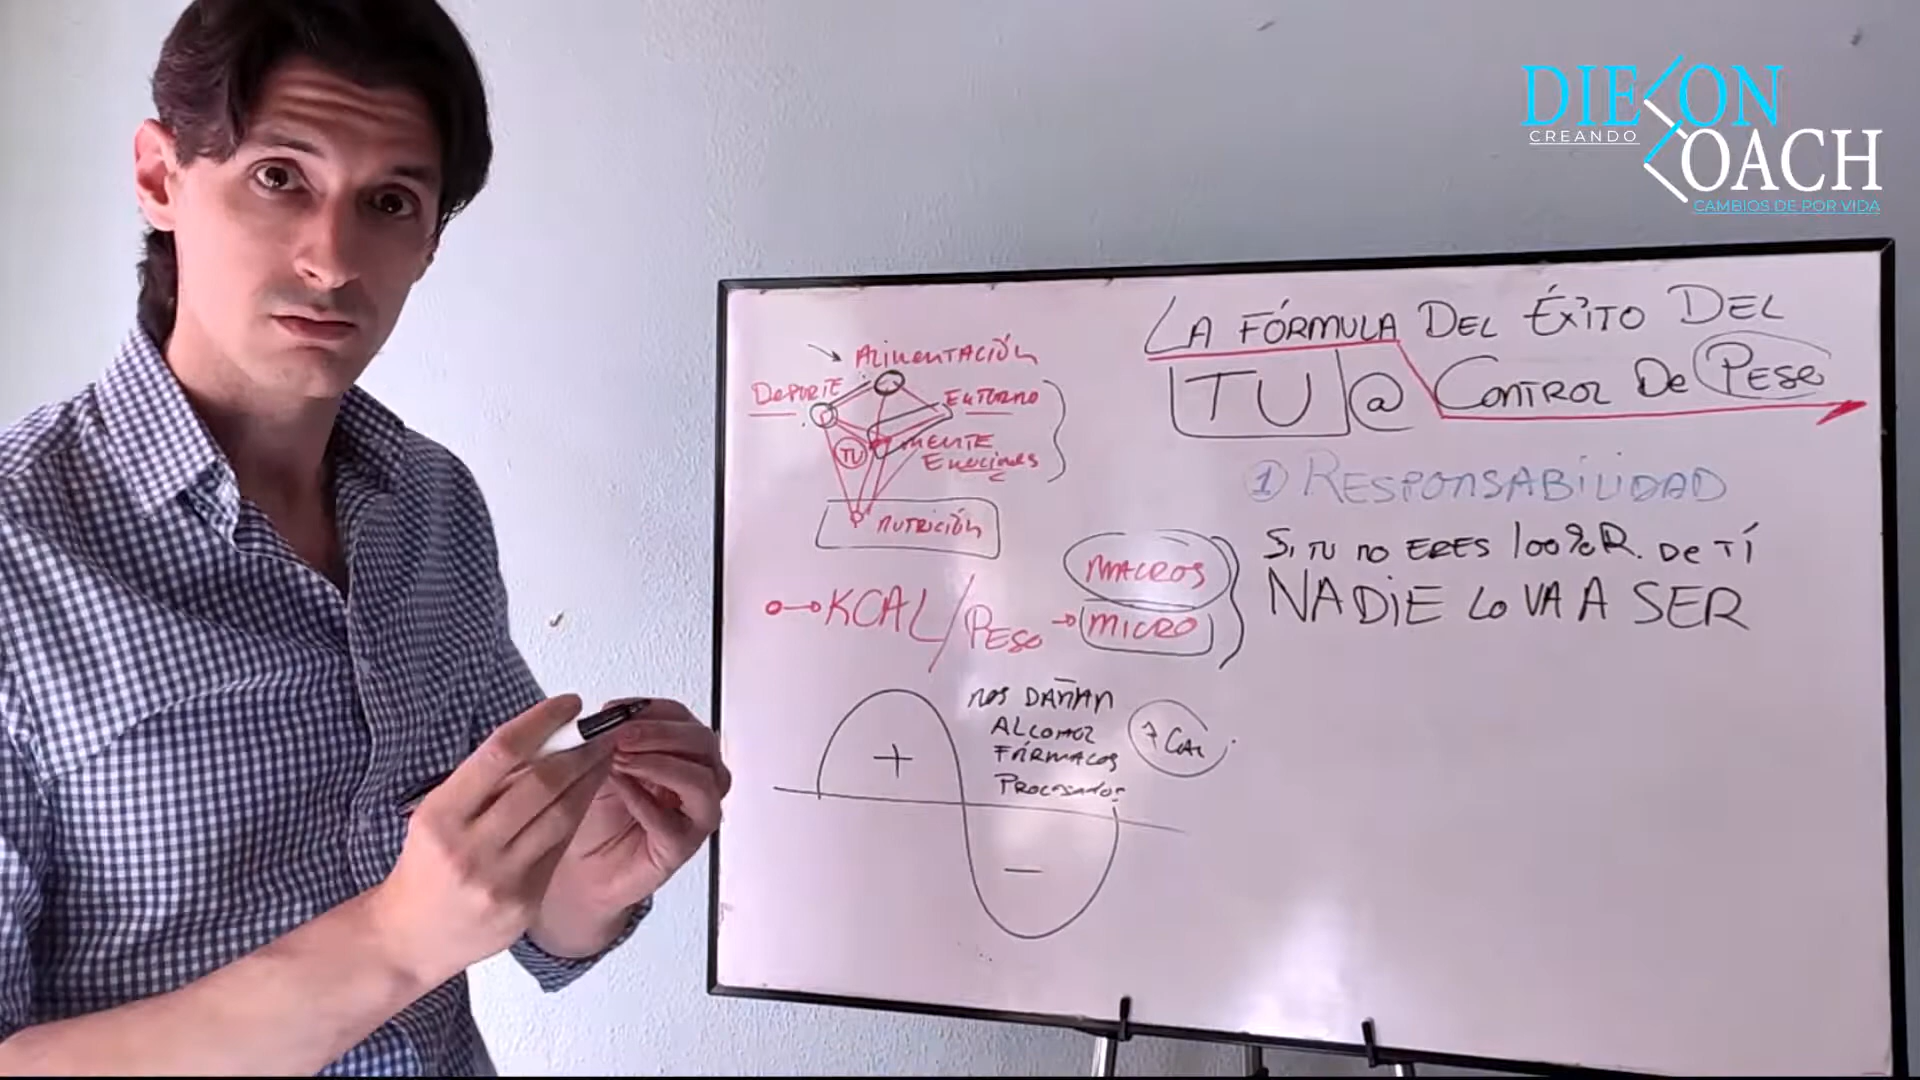 DIEGON
CREANDO
COACH
CAMBIOS DE POR VIDA
LA FÓRMULA DEL ÉXITO DEL
TU @ CONTROL DE PESO
ALIMENTACIÓN
DEPORTE
ENTORNO
TU
MENTE
EMOCIONES
NUTRICIÓN
KCAL/PESO
MACROS
MICRO
NOS DAÑAN
ALCOHOL
FÁRMACOS
PROCESADOS
7 CAL
+
−
1 RESPONSABILIDAD
SI TU NO ERES 100% R. DE TÍ
NADIE LO VA A SER